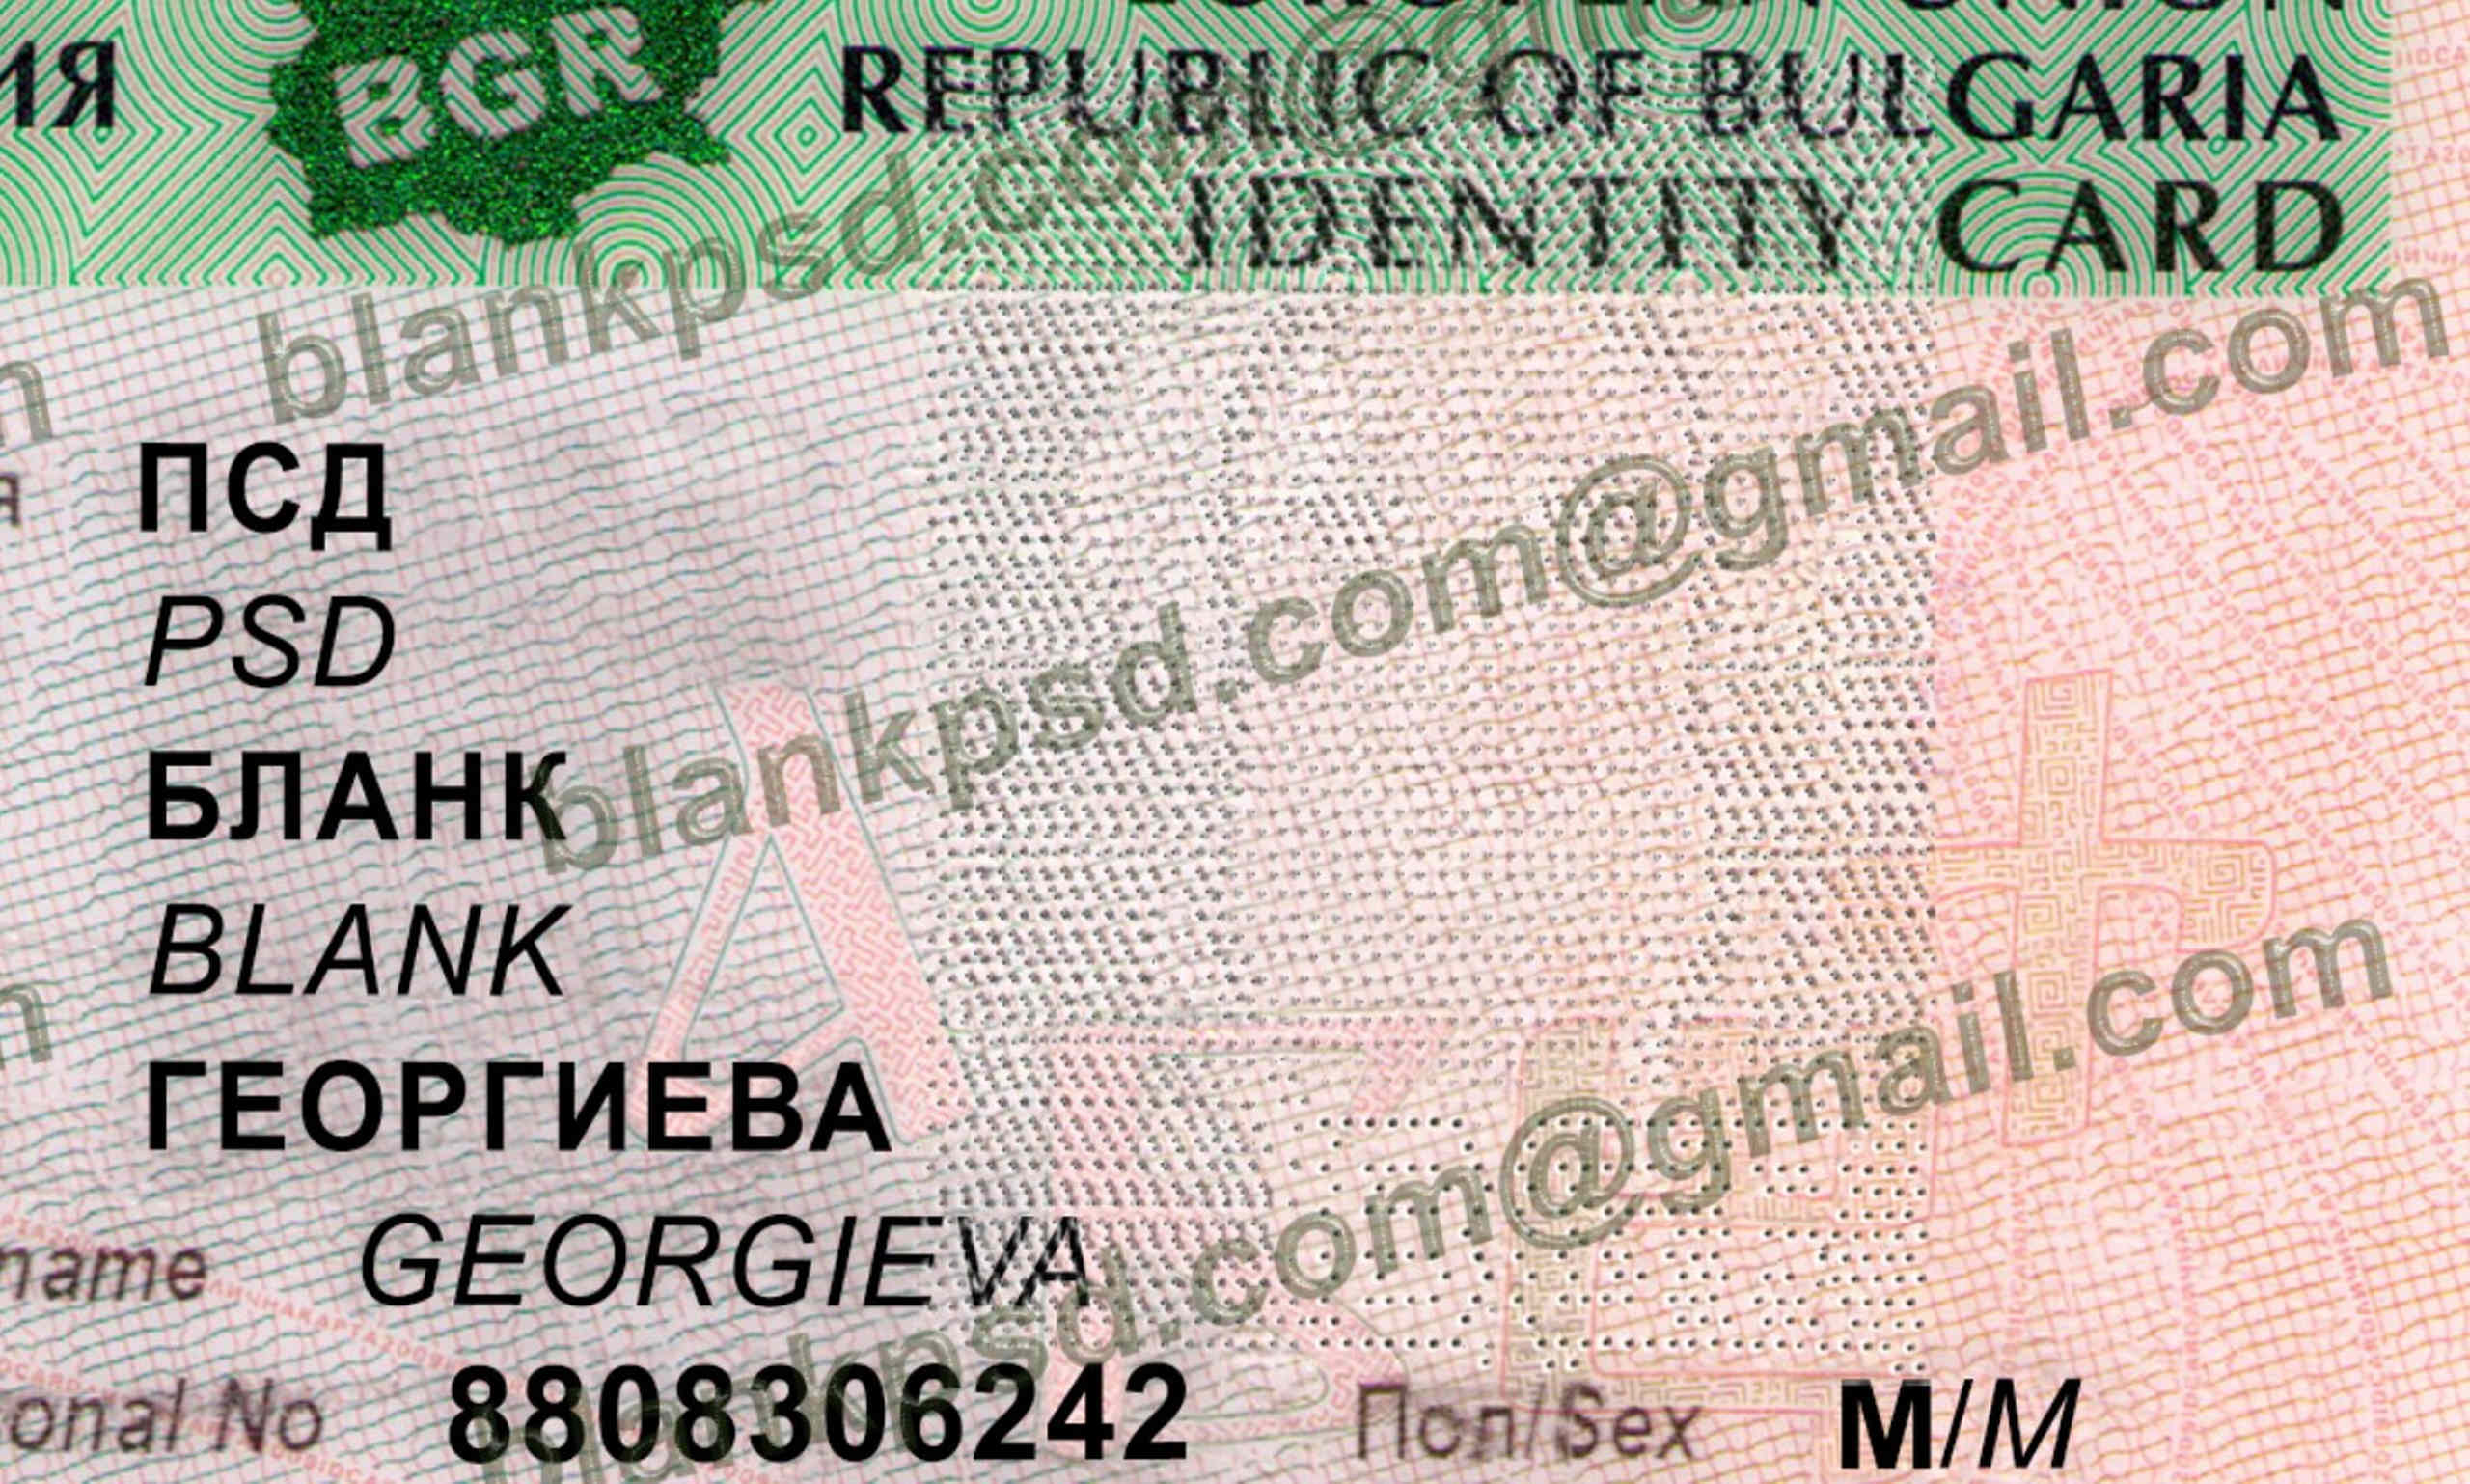 ИЯ
BGR
REPUBLIC OF BULGARIA
IDENTITY CARD
blankpsd.com@gmail.com
ПСД
PSD
blankpsd.com@gmail.com
БЛАНК
BLANK
ГЕОРГИЕВА
GEORGIEVA
name
blankpsd.com@gmail.com
onal No 8808306242 Пол/Sex M/M